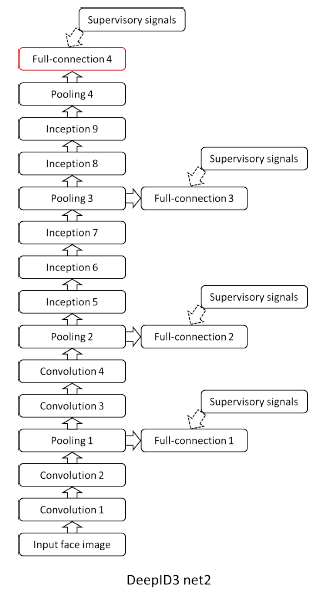 Supervisory signals
Full-connection 4
Pooling 4
Inception 9
Inception 8
Supervisory signals
Pooling 3
Full-connection 3
Inception 7
Inception 6
Inception 5
Supervisory signals
Pooling 2
Full-connection 2
Convolution 4
Convolution 3
Supervisory signals
Pooling 1
Full-connection 1
Convolution 2
Convolution 1
Input face image
DeepID3 net2